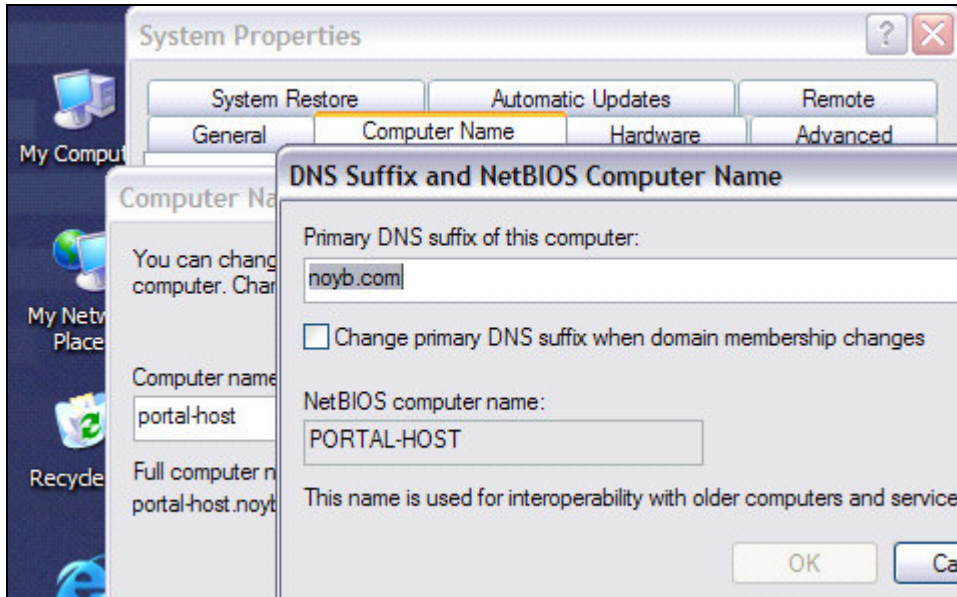 System Properties
System Restore Automatic Updates Remote
General Computer Name Hardware Advanced
My Comput
DNS Suffix and NetBIOS Computer Name
Computer Na
Primary DNS suffix of this computer:
noyb.com
You can chang
computer. Char
Change primary DNS suffix when domain membership changes
My Netw
Place
Computer name
portal-host
NetBIOS computer name:
PORTAL-HOST
Recycle
Full computer n
portal-host.noyb
This name is used for interoperability with older computers and service
OK Ca